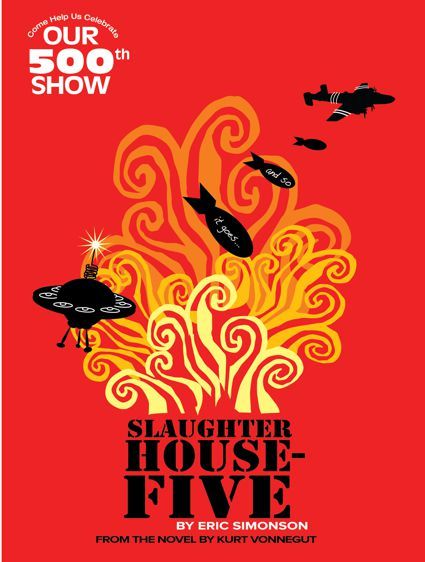 Come Help Us Celebrate
OUR
500th
SHOW
and so
it goes...
SLAUGHTER
HOUSE-
FIVE
BY ERIC SIMONSON
FROM THE NOVEL BY KURT VONNEGUT